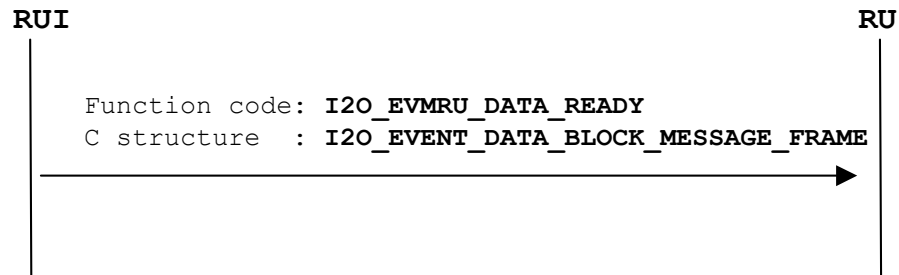 RUI RU
Function code: I2O_EVMRU_DATA_READY
C structure  : I2O_EVENT_DATA_BLOCK_MESSAGE_FRAME